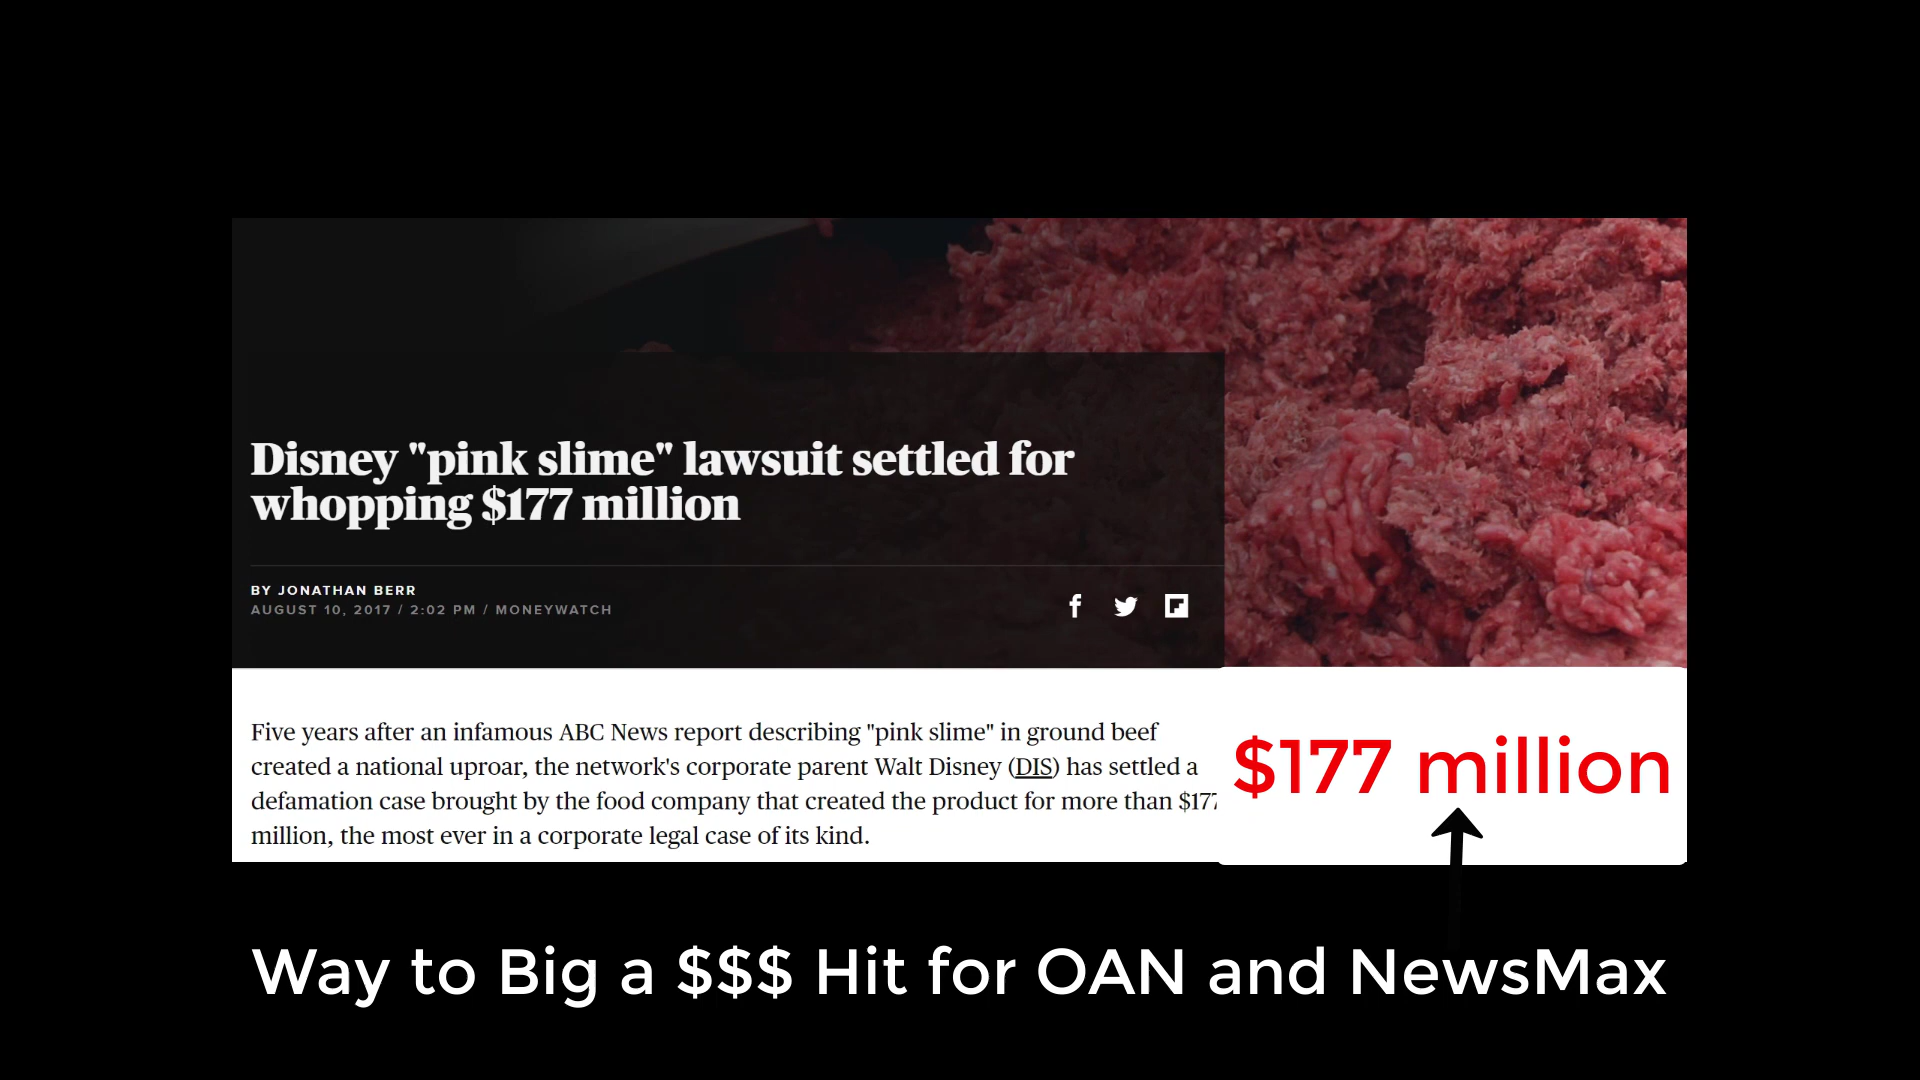 Disney "pink slime" lawsuit settled for
whopping $177 million
BY JONATHAN BERR
AUGUST 10, 2017 / 2:02 PM / MONEYWATCH
Five years after an infamous ABC News report describing "pink slime" in ground beef
created a national uproar, the network's corporate parent Walt Disney (DIS) has settled a
defamation case brought by the food company that created the product for more than $177
million, the most ever in a corporate legal case of its kind.
$177 million
Way to Big a $$$ Hit for OAN and NewsMax